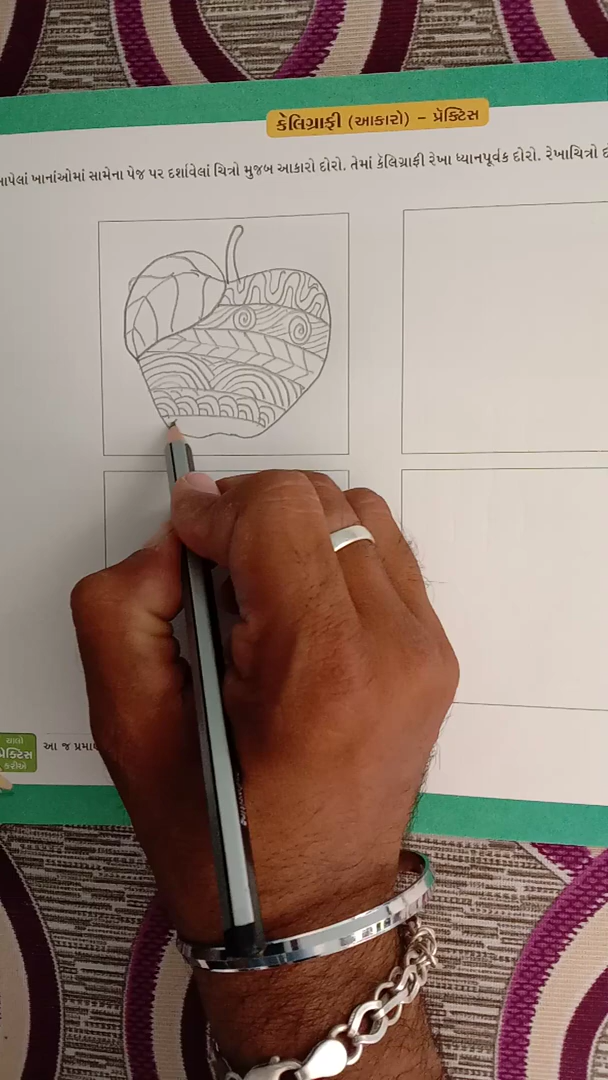 કેલિગ્રાફી (આકારો) – પ્રૅક્ટિસ
આપેલાં ખાનાંઓમાં સામેના પેજ પર દર્શાવેલાં ચિત્રો મુજબ આકારો દોરો. તેમાં કૅલિગ્રાફી રેખા ધ્યાનપૂર્વક દોરો. રેખાચિત્રો
ચાલો
પ્રેક્ટિસ
કરીએ
આ જ પ્રમાણે